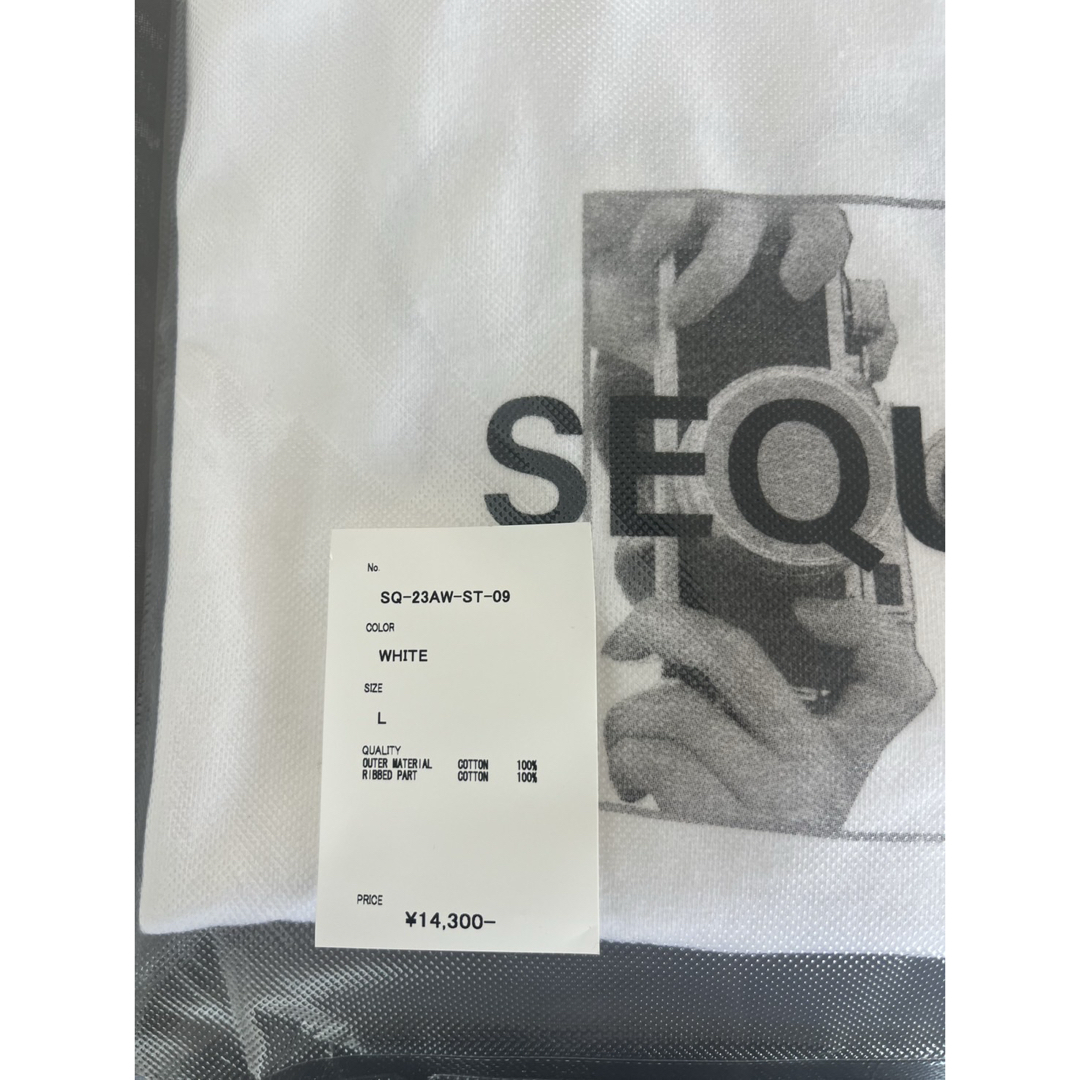 SEQU
No.
SQ-23AW-ST-09
COLOR
WHITE
SIZE
L
QUALITY
OUTER MATERIAL COTTON 100%
RIBBED PART COTTON 100%
PRICE
¥14,300-